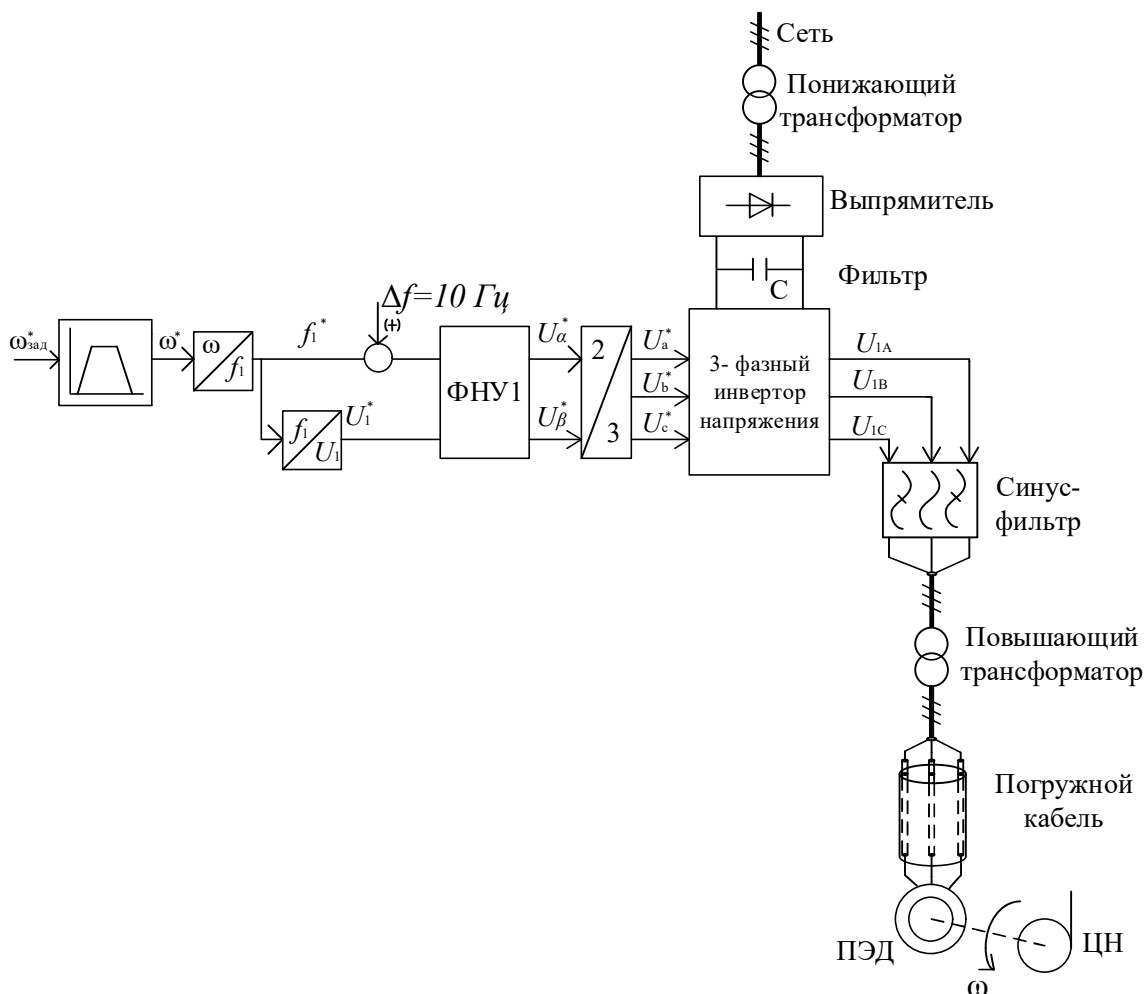 Сеть
Понижающий
трансформатор
Выпрямитель
Фильтр
C
Δf=10 Гц
(+)
ω*зад
ω*
ω
f1
f1*
f1
U1
U1*
ФНУ1
Uα*
Uβ*
2
3
Ua*
Ub*
Uc*
3- фазный
инвертор
напряжения
U1A
U1B
U1C
Синус-
фильтр
Повышающий
трансформатор
Погружной
кабель
ПЭД
ЦН
ω